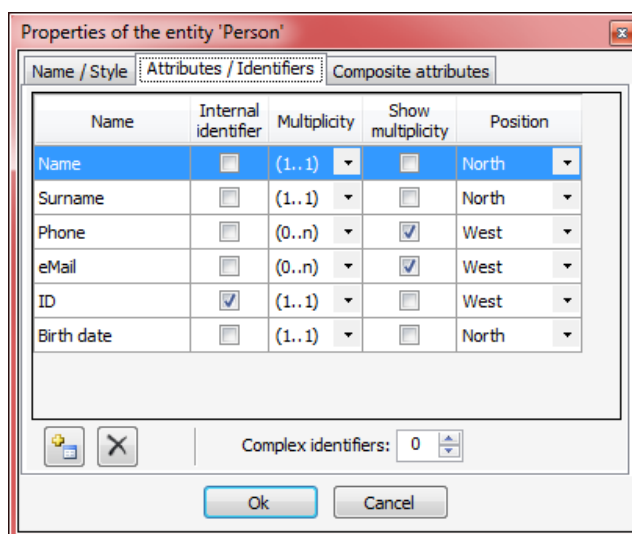 Properties of the entity 'Person'
Name / Style Attributes / Identifiers Composite attributes
Name Internal identifier Multiplicity Show multiplicity Position
Name (1..1) North
Surname (1..1) North
Phone (0..n) West
eMail (0..n) West
ID (1..1) West
Birth date (1..1) North
Complex identifiers: 0
Ok Cancel